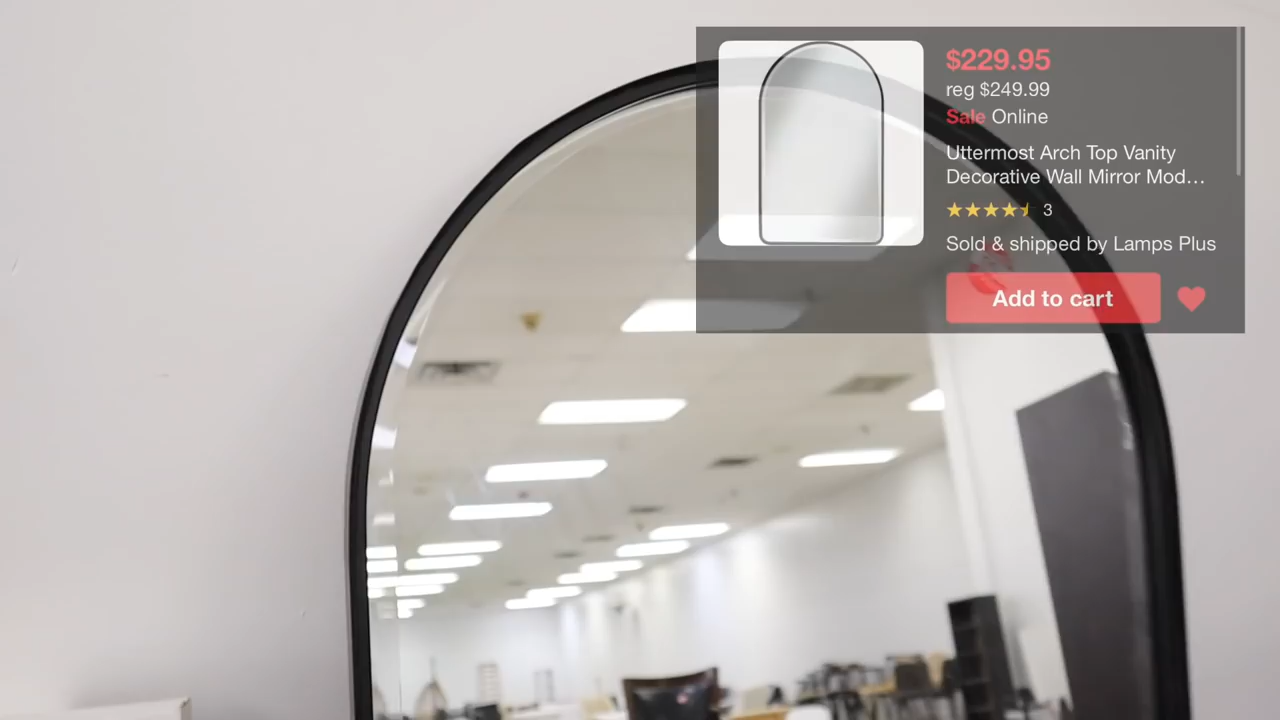 $229.95
reg $249.99
Sale Online
Uttermost Arch Top Vanity
Decorative Wall Mirror Mod…
3
Sold & shipped by Lamps Plus
Add to cart